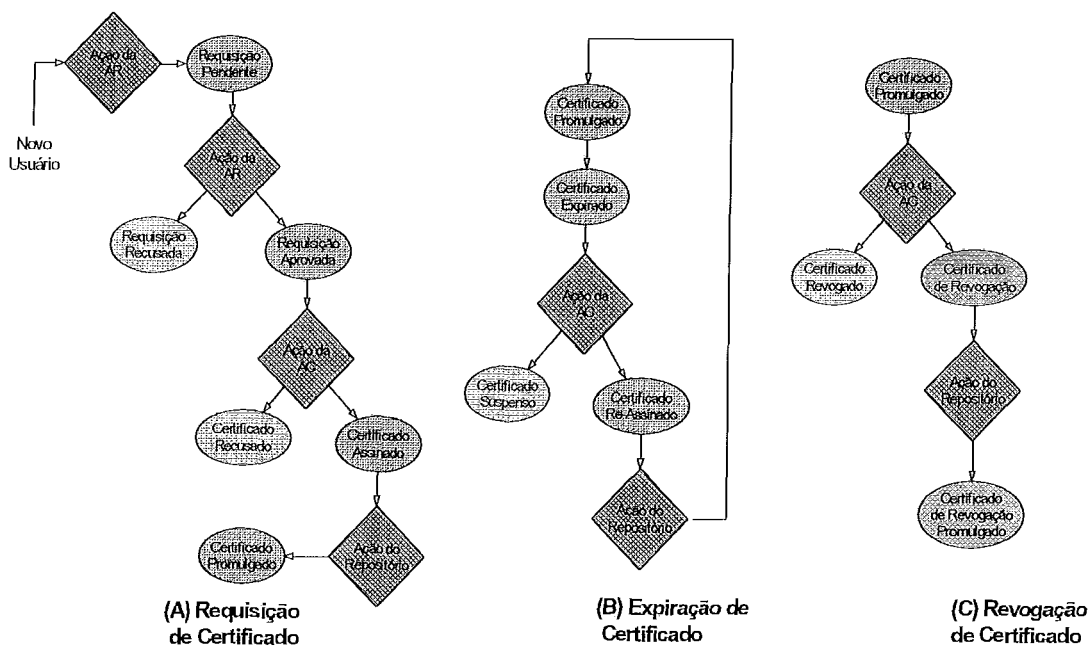 Novo
Usuário
Ação da
AR
Requisição
Pendente
Ação da
AR
Requisição
Recusada
Requisição
Aprovada
Ação da
AC
Certificado
Recusado
Certificado
Assinado
Ação do
Repositório
Certificado
Promulgado
(A) Requisição
de Certificado
Certificado
Promulgado
Certificado
Expirado
Ação da
AC
Certificado
Suspenso
Certificado
Re-Assinado
Ação do
Repositório
(B) Expiração de
Certificado
Certificado
Promulgado
Ação da
AC
Certificado
Revogado
Certificado
de Revogação
Ação do
Repositório
Certificado
de Revogação
Promulgado
(C) Revogação
de Certificado